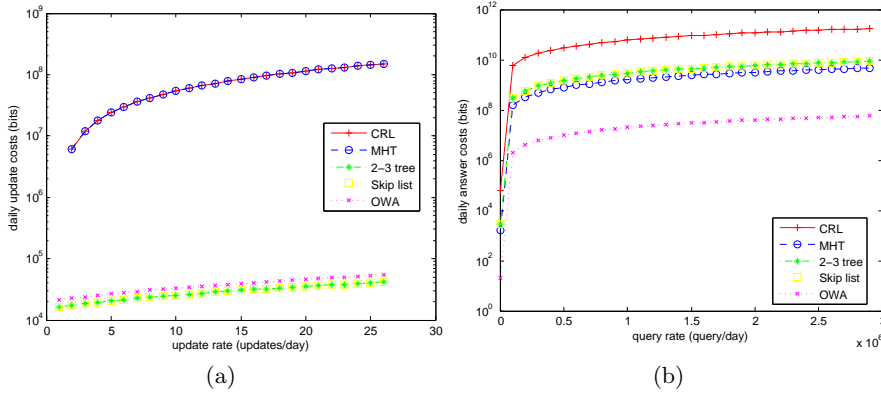 10^9
10^8
10^7
10^6
10^5
10^4
daily update costs (bits)
0 5 10 15 20 25 30
update rate (updates/day)
CRL
MHT
2−3 tree
Skip list
OWA
(a)
10^12
10^10
10^8
10^6
10^4
10^2
10^0
daily answer costs (bits)
0 0.5 1 1.5 2 2.5 3
x 10^6
query rate (query/day)
CRL
MHT
2−3 tree
Skip list
OWA
(b)